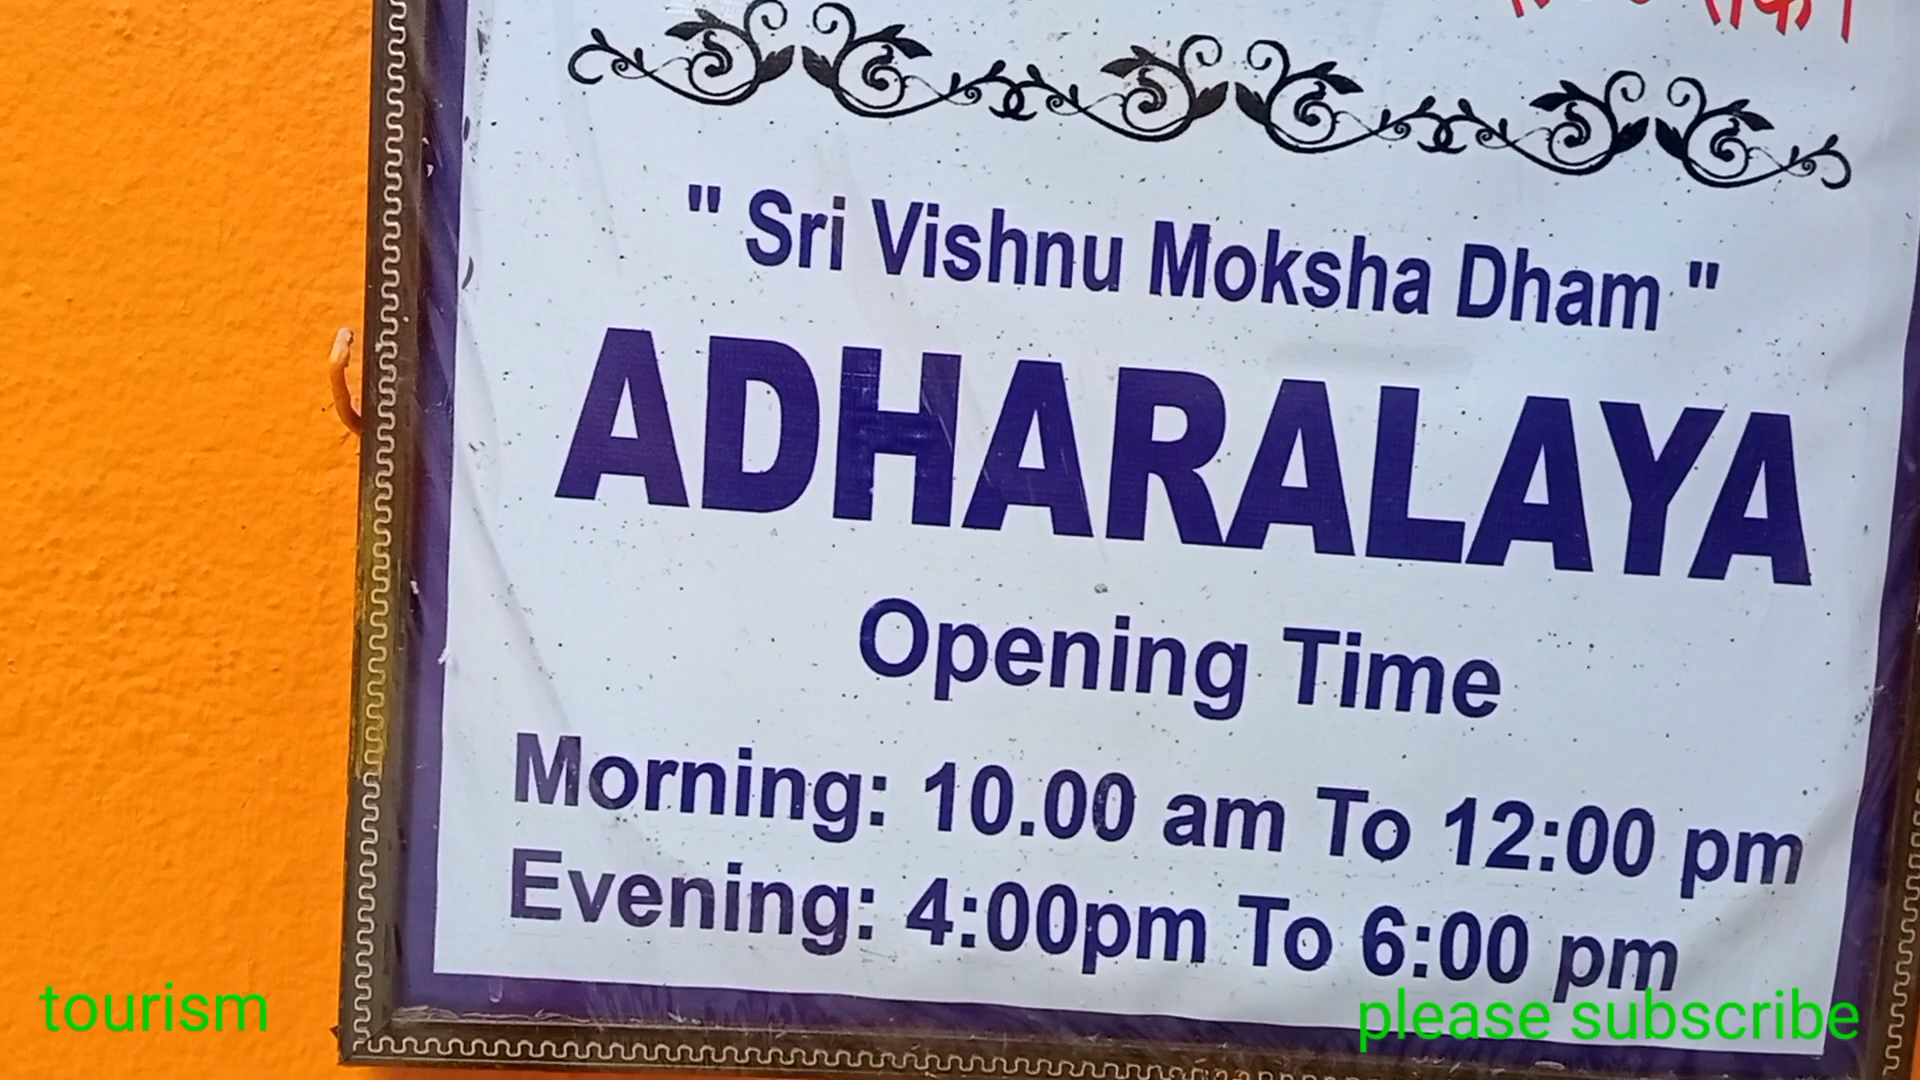 " Sri Vishnu Moksha Dham "
ADHARALAYA
Opening Time
Morning: 10.00 am To 12:00 pm
Evening: 4:00pm To 6:00 pm
tourism
please subscribe